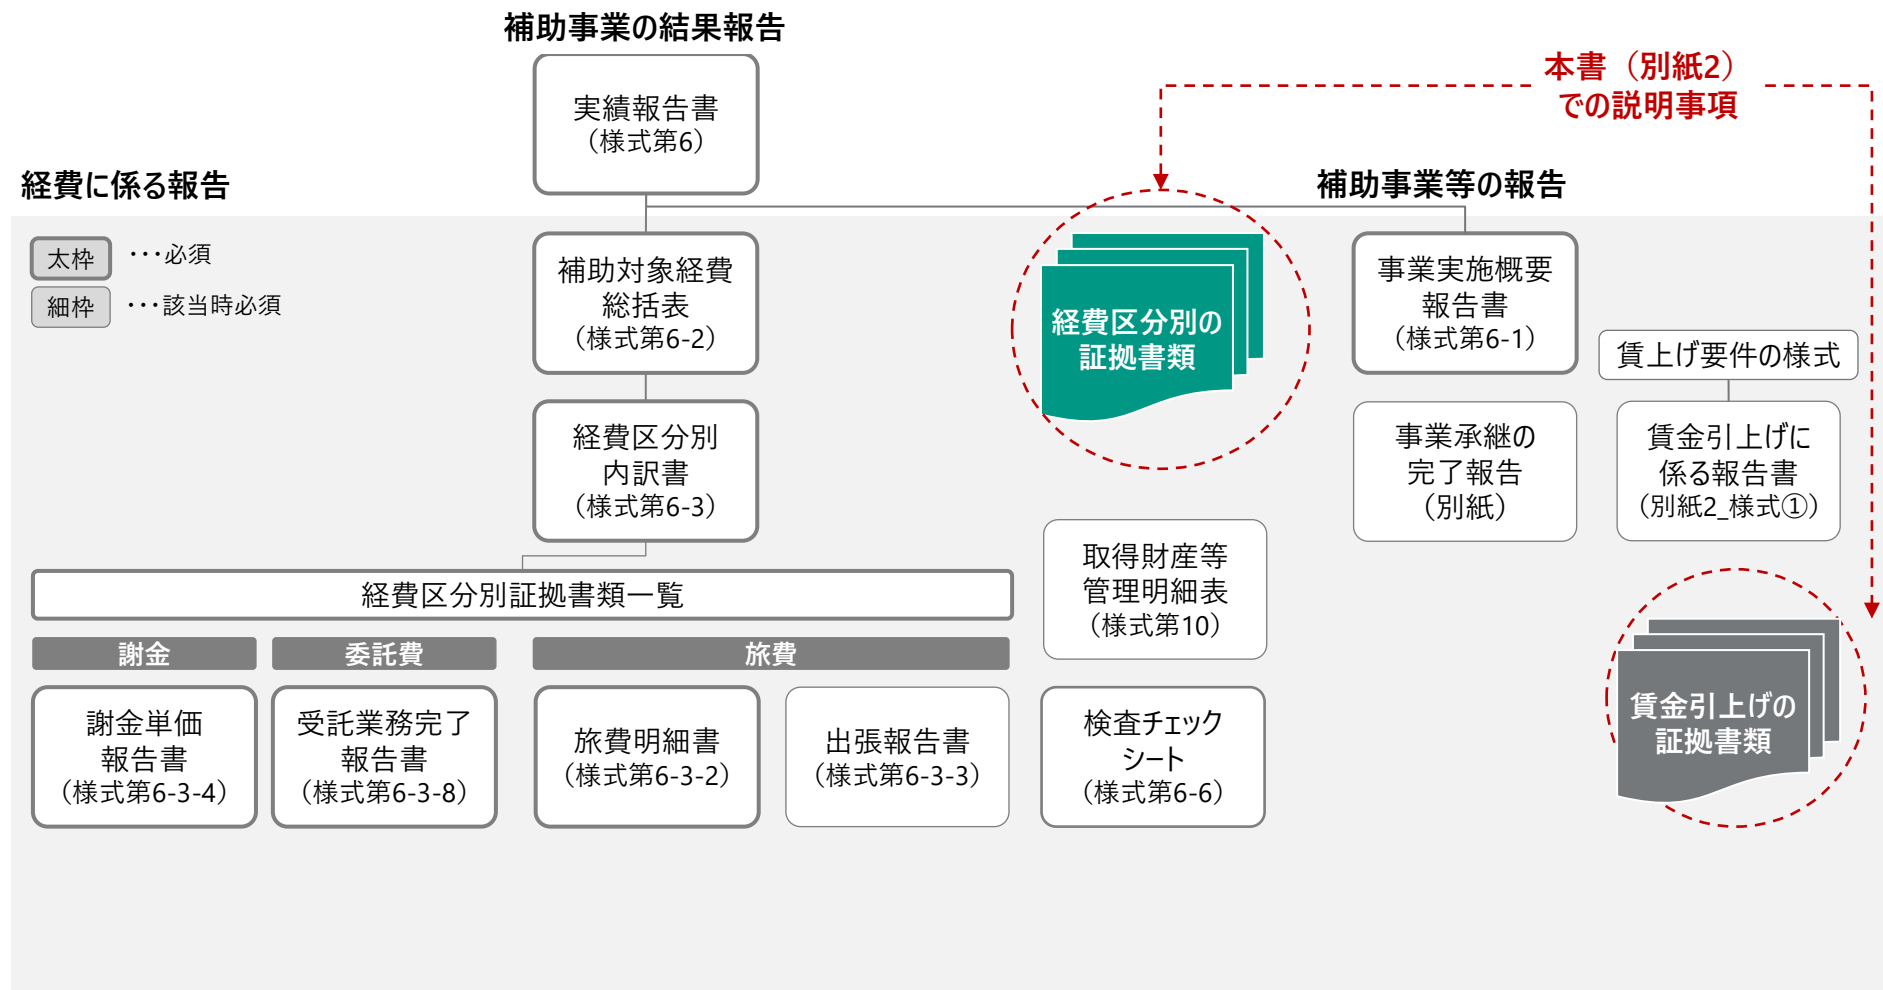 補助事業の結果報告
本書（別紙2）
での説明事項
実績報告書
（様式第6）
経費に係る報告
補助事業等の報告
太枠
･･･必須
細枠
･･･該当時必須
補助対象経費
総括表
（様式第6-2）
経費区分別の
証拠書類
事業実施概要
報告書
（様式第6-1）
賃上げ要件の様式
経費区分別
内訳書
（様式第6-3）
事業承継の
完了報告
（別紙）
賃金引上げに
係る報告書
（別紙2_様式①）
取得財産等
管理明細表
（様式第10）
経費区分別証拠書類一覧
謝金
委託費
旅費
謝金単価
報告書
（様式第6-3-4）
受託業務完了
報告書
（様式第6-3-8）
旅費明細書
（様式第6-3-2）
出張報告書
（様式第6-3-3）
検査チェック
シート
（様式第6-6）
賃金引上げの
証拠書類